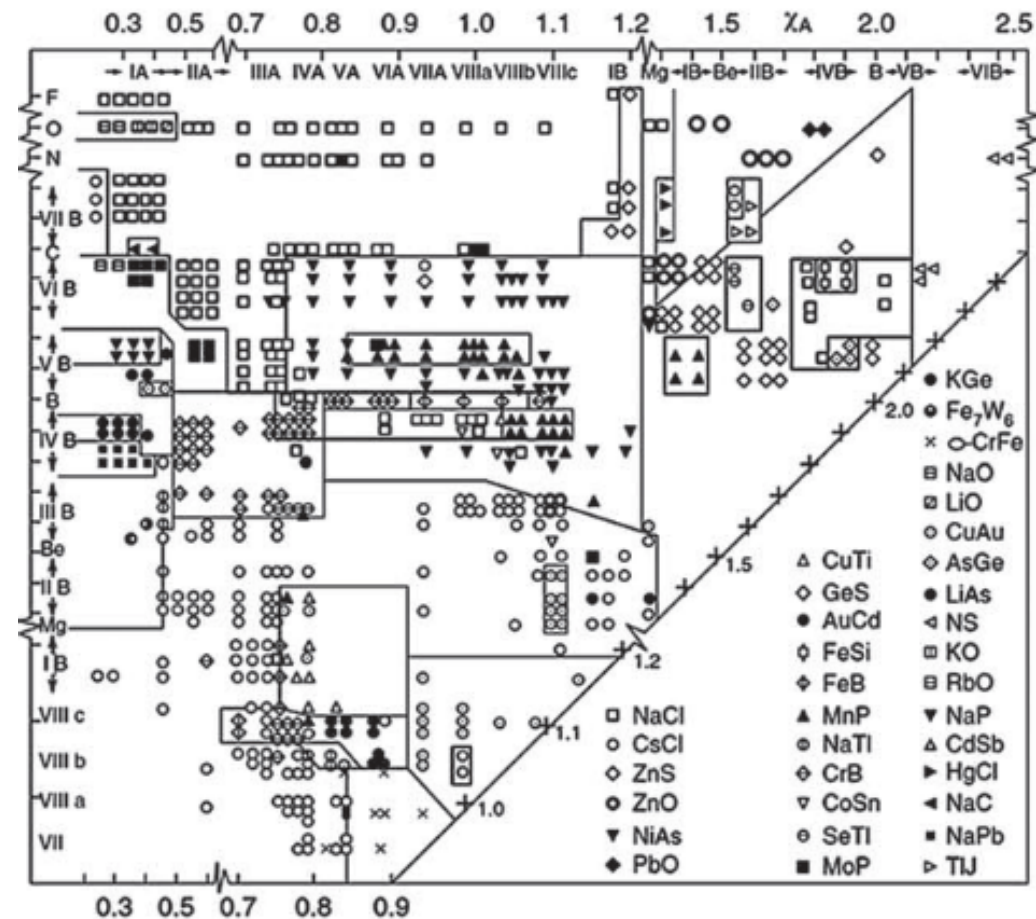 0.3 0.5 0.7 0.8 0.9 1.0 1.1 1.2 1.5 χA 2.0 2.5
IA IIA IIIA IVA VA VIA VIIA VIIIa VIIIb VIIIc IB Mg IB Be IIB IVB B VB VIB
F
O
N
VII B
C
VI B
V B
B
IV B
III B
Be
II B
Mg
I B
VIII c
VIII b
VIII a
VII
2.0
1.5
1.2
1.1
1.0
KGe
Fe7W6
σ-CrFe
NaO
LiO
CuAu
AsGe
LiAs
NS
KO
RbO
NaP
CdSb
HgCl
NaC
NaPb
TlJ
CuTi
GeS
AuCd
FeSi
FeB
MnP
NaTl
CrB
CoSn
SeTl
MoP
NaCl
CsCl
ZnS
ZnO
NiAs
PbO
0.3 0.5 0.7 0.8 0.9